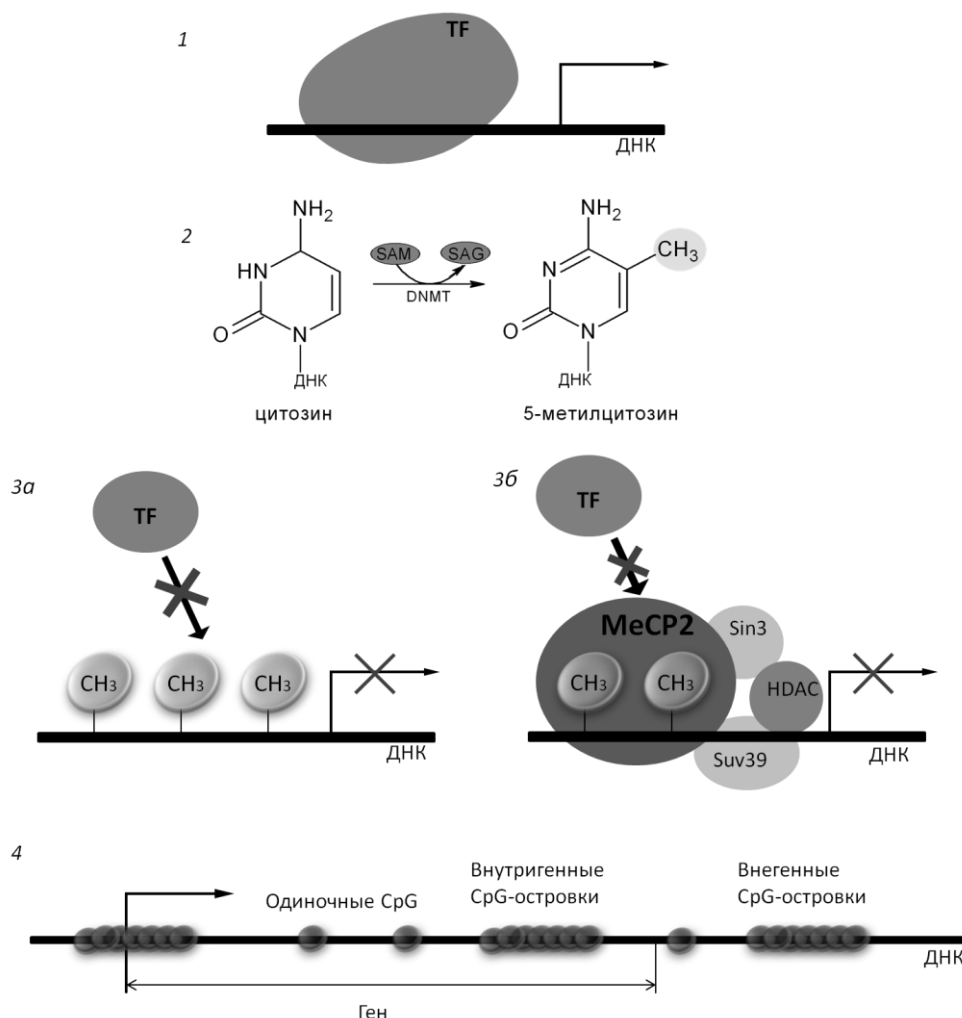 1
TF
ДНК
2
NH2
HN
O
N
ДНК
цитозин
SAM
SAG
DNMT
NH2
CH3
N
O
N
ДНК
5-метилцитозин
3а
TF
CH3
CH3
CH3
ДНК
3б
TF
MeCP2
Sin3
CH3
CH3
HDAC
Suv39
ДНК
4
Одиночные CpG
Внутригенные
CpG-островки
Внегенные
CpG-островки
ДНК
Ген